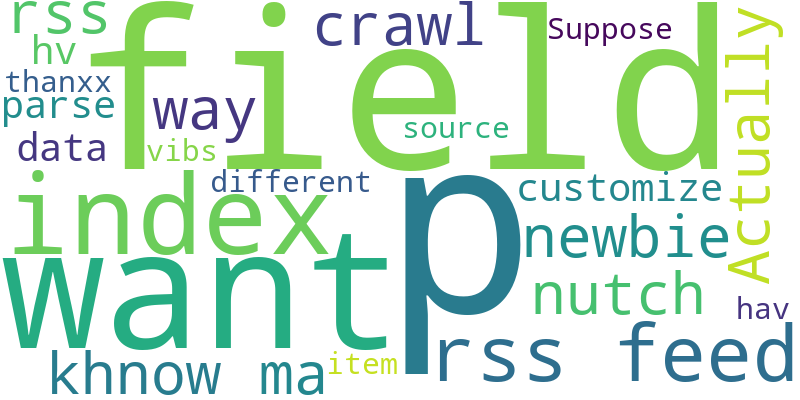 rss
field
crawl
Suppose
Actually
hv
thanxx
parse
way
source
data
vibs
different
customize
index
p
newbie
want
nutch
hav
rss feed
khnow ma
item